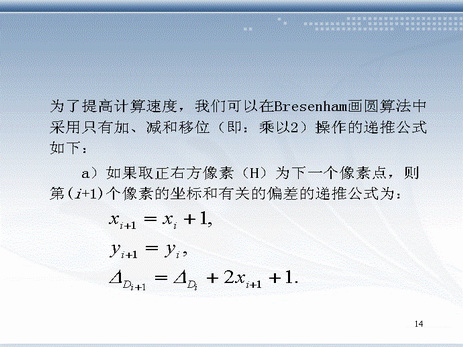 为了提高计算速度，我们可以在Bresenham画圆算法中
采用只有加、减和移位（即：乘以2）操作的递推公式
如下：
a）如果取正右方像素（H）为下一个像素点，则
第(i+1)个像素的坐标和有关的偏差的递推公式为：
x_{i+1} = x_i + 1,
y_{i+1} = y_i,
Δ_{D_{i+1}} = Δ_{D_i} + 2x_{i+1} + 1.
14